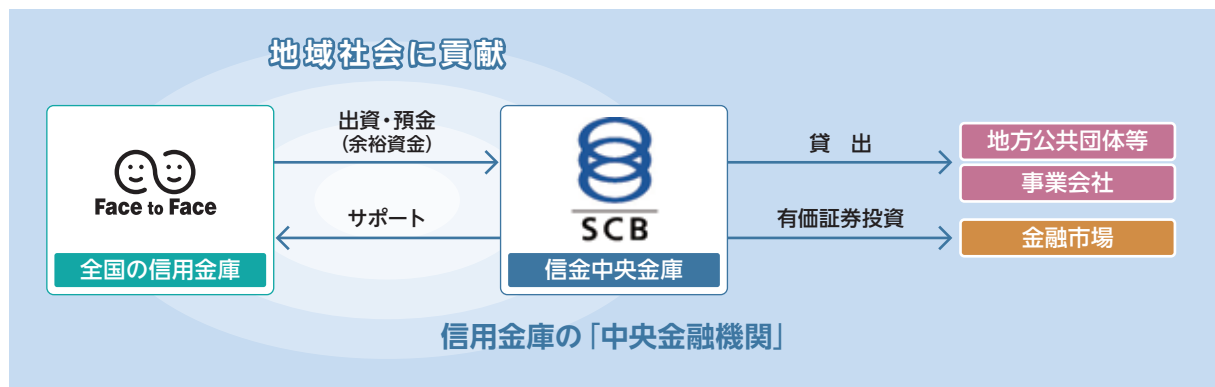 地域社会に貢献
出資・預金
(余裕資金)
サポート
Face to Face
全国の信用金庫
SCB
信金中央金庫
貸 出
有価証券投資
地方公共団体等
事業会社
金融市場
信用金庫の「中央金融機関」